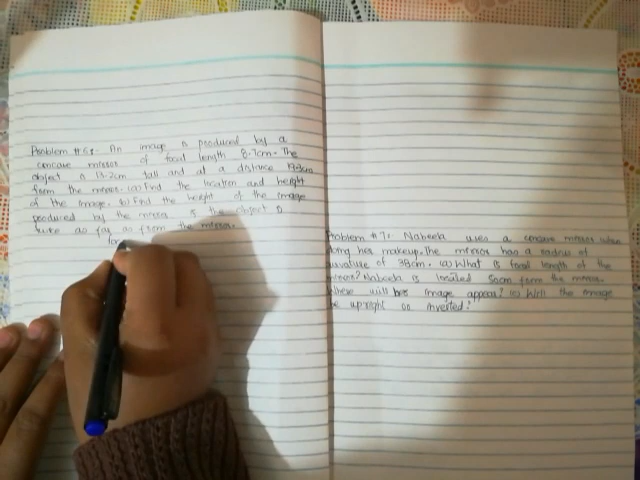 Problem #6: An image is produced by a
concave mirror of focal length 8.7cm. The
object is 13.2cm tall and at a distance 19.3cm
from the mirror. (a) Find the location and height
of the image. (b) Find the height of the image
produced by the mirror if the object is
twice as far as from the mirror.
Problem #7: Nabeela uses a concave mirror when
doing her makeup. The mirror has a radius of
curvature of 38cm. (a) What is focal length of the
mirror? Nabeela is located 50cm from the mirror.
Where will her image appear? (c) Will the image
be upright or inverted?